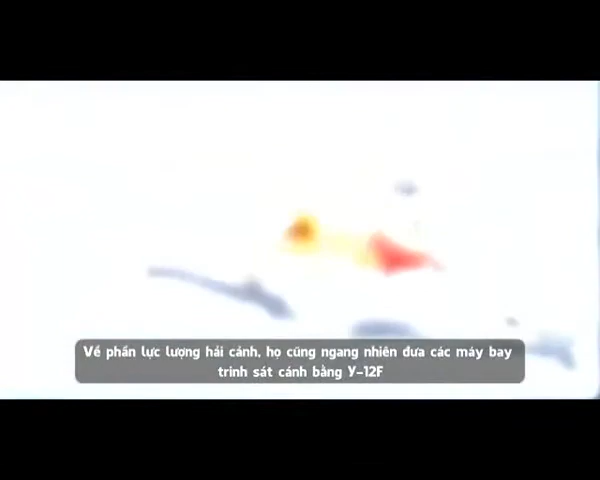 Về phần lực lượng hải cảnh, họ cũng ngang nhiên đưa các máy bay
trinh sát cánh bằng Y-12F